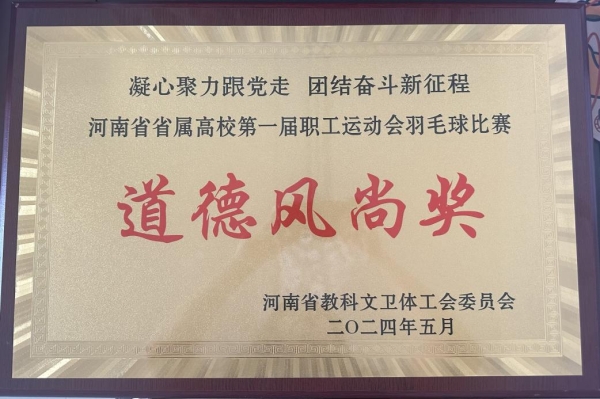 凝心聚力跟党走 团结奋斗新征程
河南省省属高校第一届职工运动会羽毛球比赛
道德风尚奖
河南省教科文卫体工会委员会
二〇二四年五月